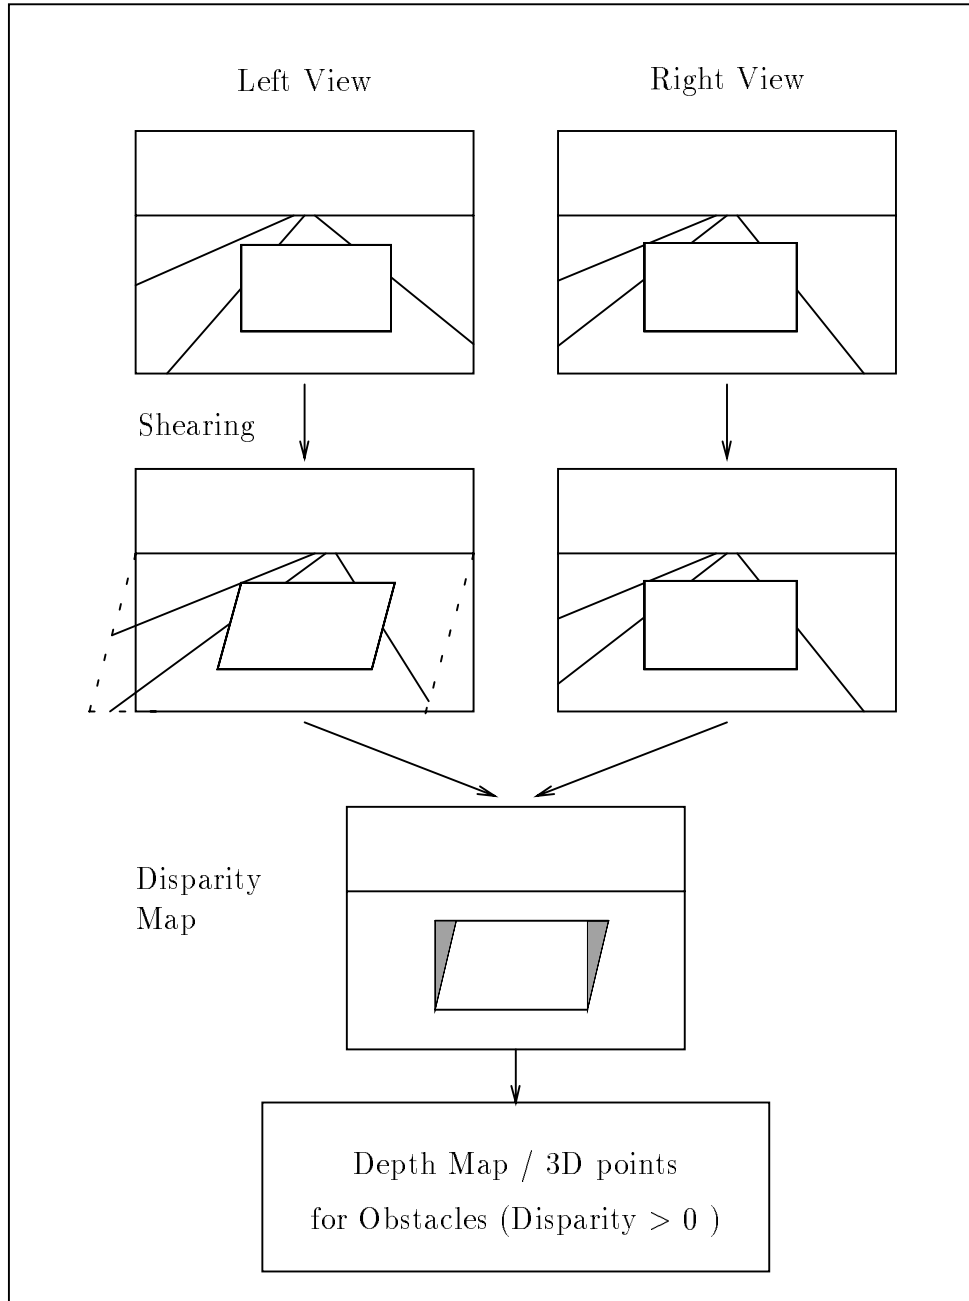 Left View
Right View
Shearing
Disparity
Map
Depth Map / 3D points
for Obstacles (Disparity > 0 )